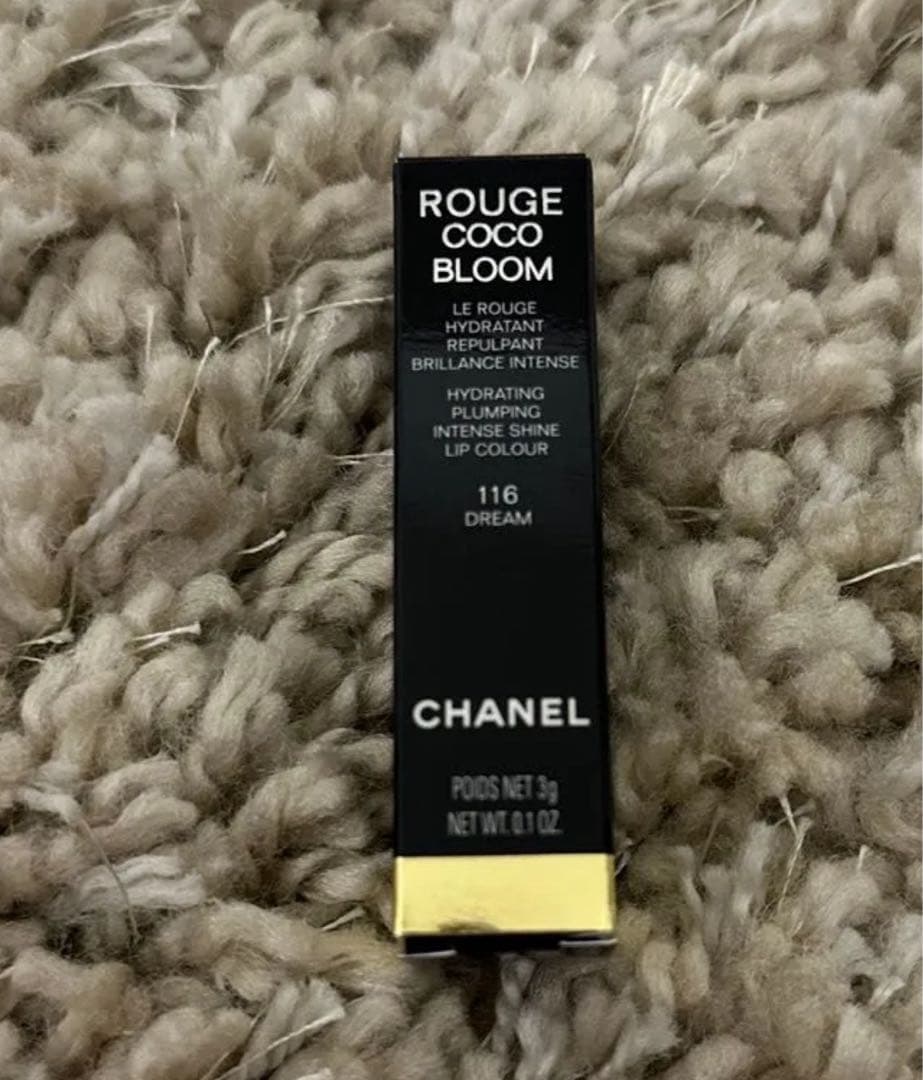 ROUGE
COCO
BLOOM
LE ROUGE
HYDRATANT
REPULPANT
BRILLANCE INTENSE
HYDRATING
PLUMPING
INTENSE SHINE
LIP COLOUR
116
DREAM
CHANEL
POIDS NET 3g
NET WT. 0.1 OZ.